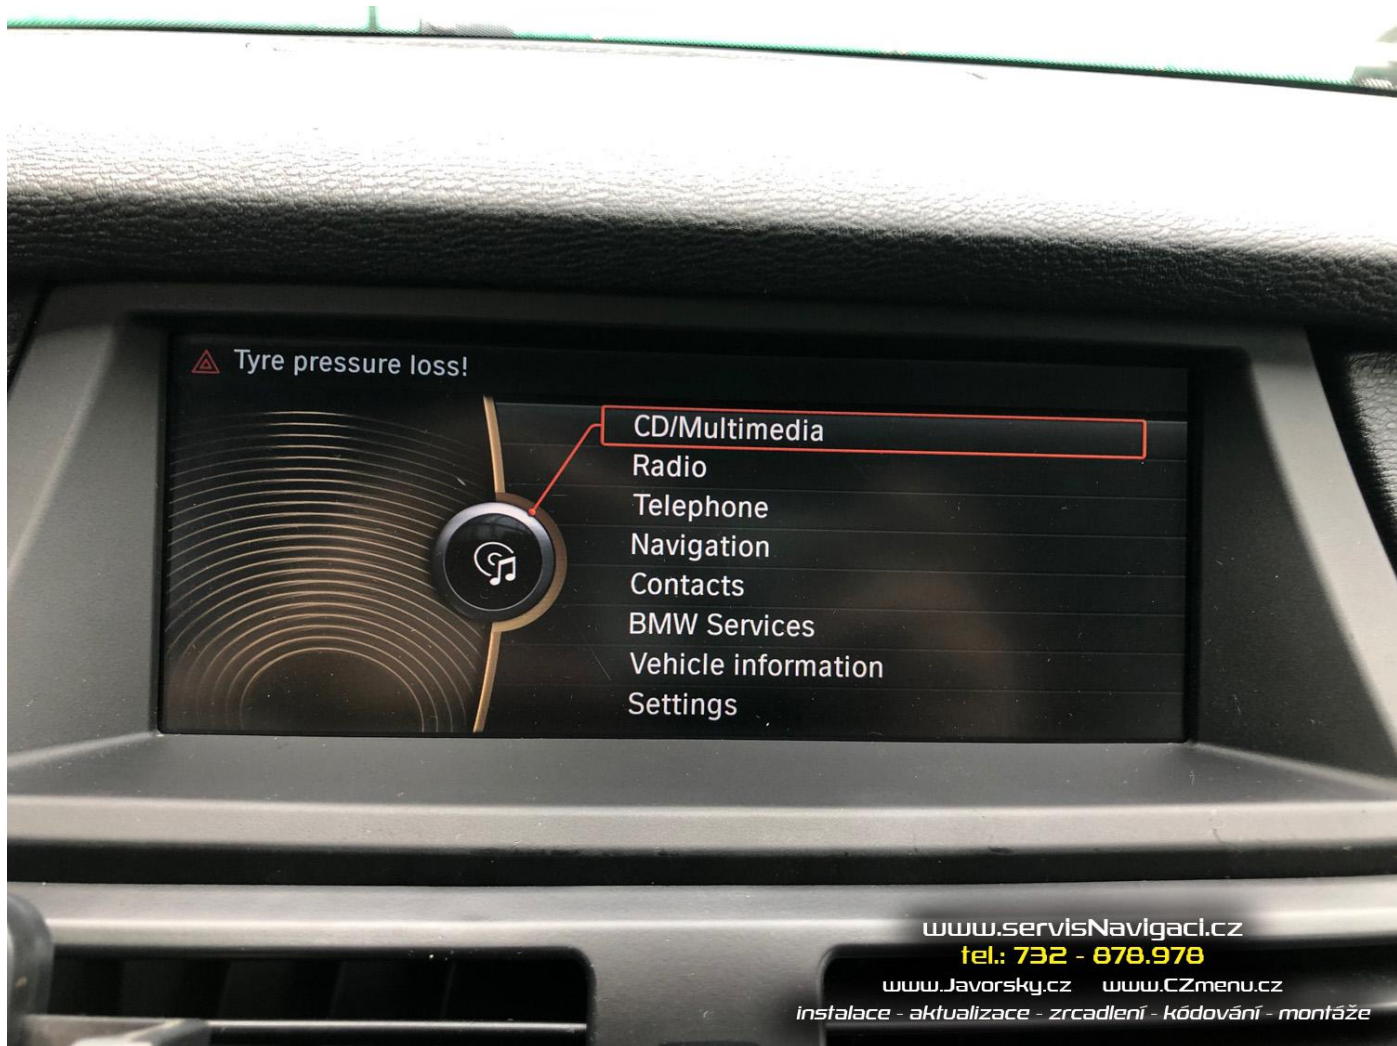 Tyre pressure loss!
CD/Multimedia
Radio
Telephone
Navigation
Contacts
BMW Services
Vehicle information
Settings
www.servisNavigaci.cz
tel.: 732 - 878.978
www.Javorsky.cz www.CZmenu.cz
instalace - aktualizace - zrcadlení - kódování - montáže